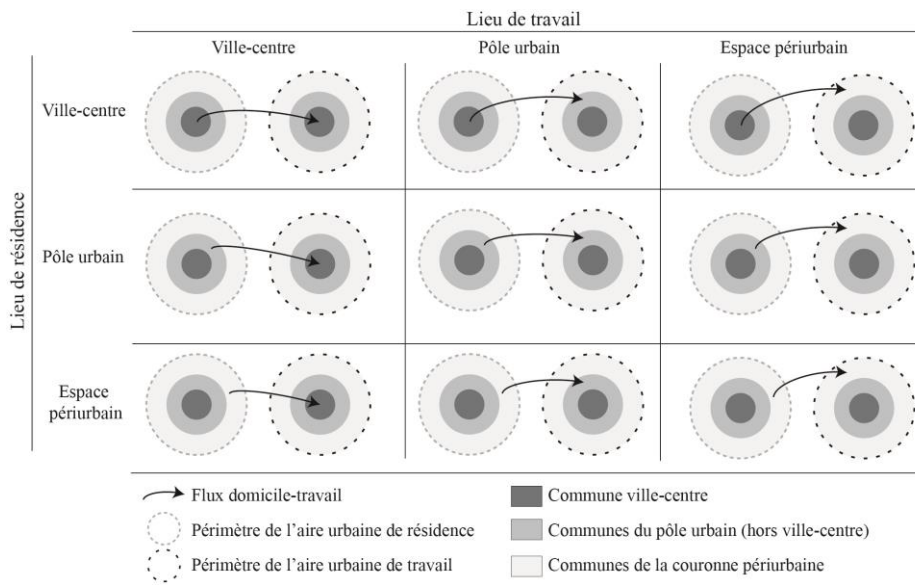 Lieu de travail
Ville-centre
Pôle urbain
Espace périurbain
Lieu de résidence
Ville-centre
Pôle urbain
Espace
périurbain
Flux domicile-travail
Périmètre de l'aire urbaine de résidence
Périmètre de l'aire urbaine de travail
Commune ville-centre
Communes du pôle urbain (hors ville-centre)
Communes de la couronne périurbaine